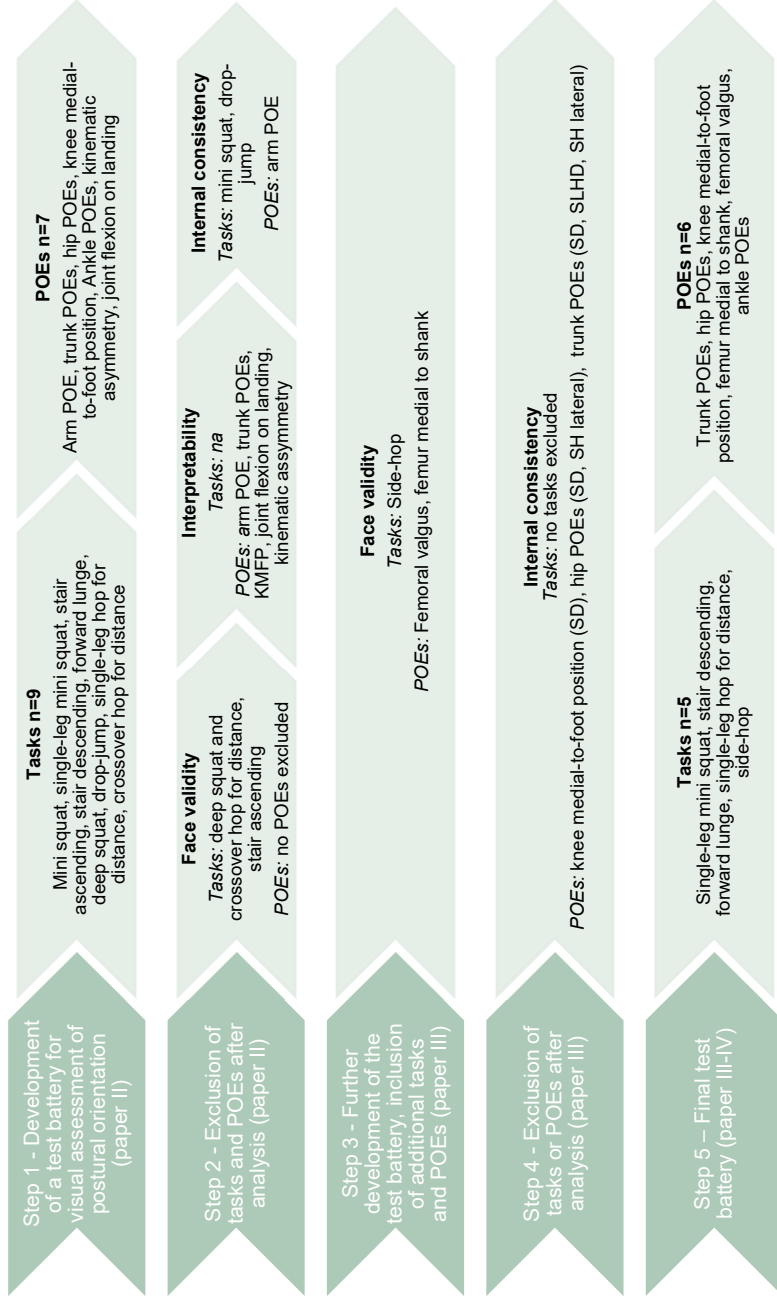 Step 1 - Development
of a test battery for
visual assessment of
postural orientation
(paper II)
Tasks n=9
Mini squat, single-leg mini squat, stair
ascending, stair descending, forward lunge,
deep squat, drop-jump, single-leg hop for
distance, crossover hop for distance
POEs n=7
Arm POE, trunk POEs, hip POEs, knee medial-
to-foot position, Ankle POEs, kinematic
asymmetry, joint flexion on landing
Step 2 - Exclusion of
tasks and POEs after
analysis (paper II)
Face validity
Tasks: deep squat and
crossover hop for distance,
stair ascending
POEs: no POEs excluded
Interpretability
Tasks: na
POEs: arm POE, trunk POEs,
KMFP, joint flexion on landing,
kinematic assymmetry
Internal consistency
Tasks: mini squat, drop-
jump
POEs: arm POE
Step 3 - Further
development of the
test battery, inclusion
of additional tasks
and POEs (paper III)
Face validity
Tasks: Side-hop
POEs: Femoral valgus, femur medial to shank
Step 4 - Exclusion of
tasks or POEs after
analysis (paper III)
Internal consistency
Tasks: no tasks excluded
POEs: knee medial-to-foot position (SD), hip POEs (SD, SH lateral), trunk POEs (SD, SLHD, SH lateral)
Step 5 – Final test
battery (paper III-IV)
Tasks n=5
Single-leg mini squat, stair descending,
forward lunge, single-leg hop for distance,
side-hop
POEs n=6
Trunk POEs, hip POEs, knee medial-to-foot
position, femur medial to shank, femoral valgus,
ankle POEs